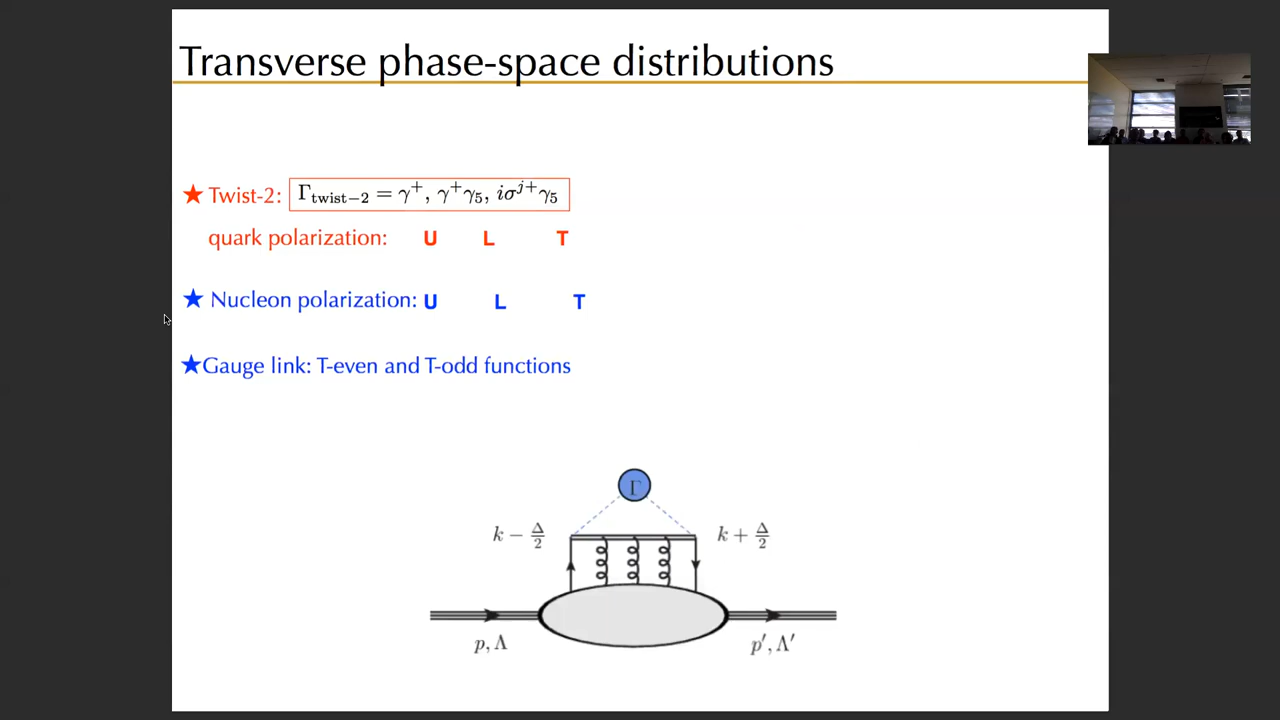 Transverse phase-space distributions
★ Twist-2: Γ_twist−2 = γ⁺, γ⁺γ₅, iσʲ⁺γ₅
quark polarization: U L T
★ Nucleon polarization: U L T
★Gauge link: T-even and T-odd functions
Γ
k − Δ/2
k + Δ/2
p, Λ
p′, Λ′